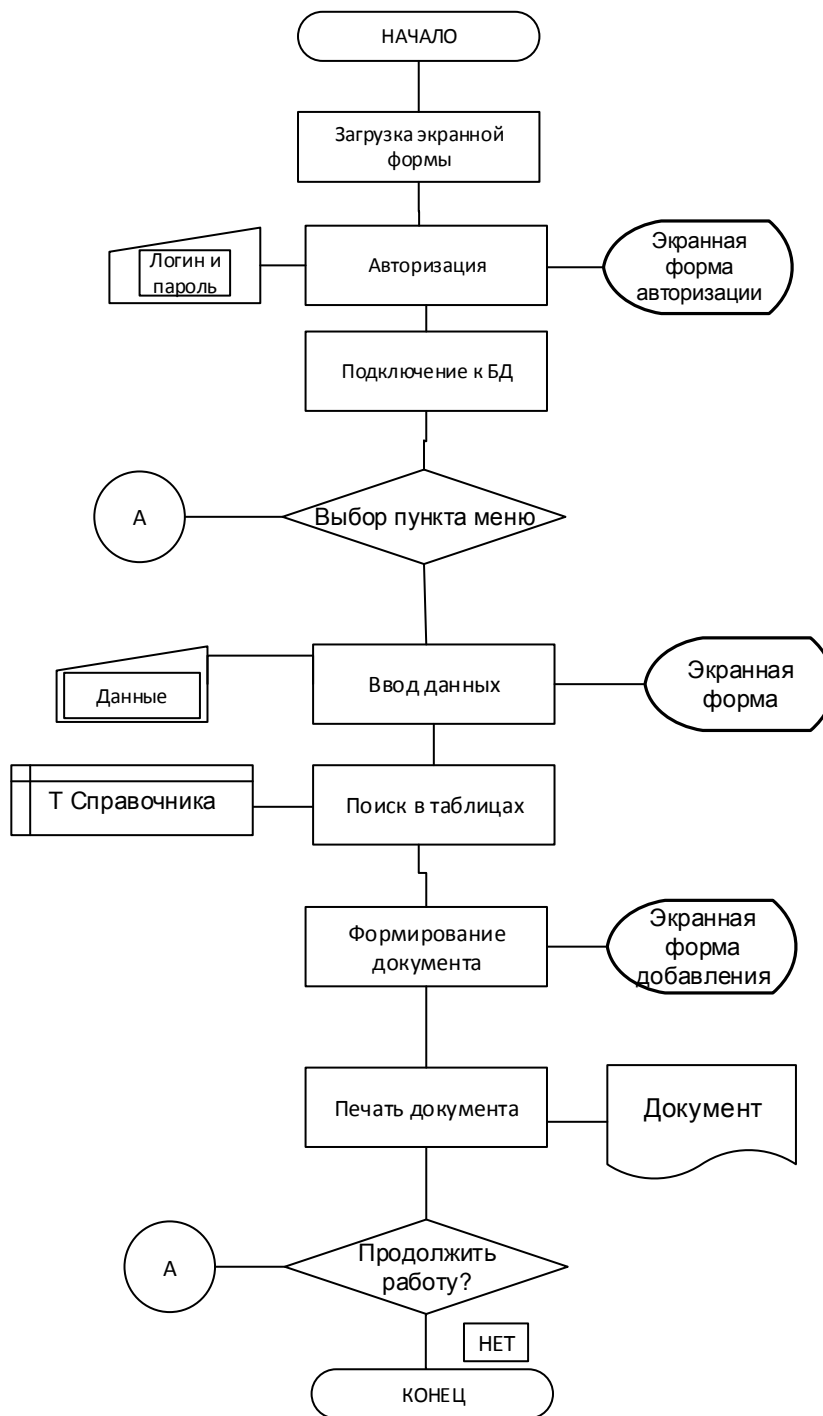 НАЧАЛО
Загрузка экранной
формы
Логин и
пароль
Авторизация
Экранная
форма
авторизации
Подключение к БД
А
Выбор пункта меню
Данные
Ввод данных
Экранная
форма
Т Справочника
Поиск в таблицах
Формирование
документа
Экранная
форма
добавления
Печать документа
Документ
А
Продолжить
работу?
НЕТ
КОНЕЦ